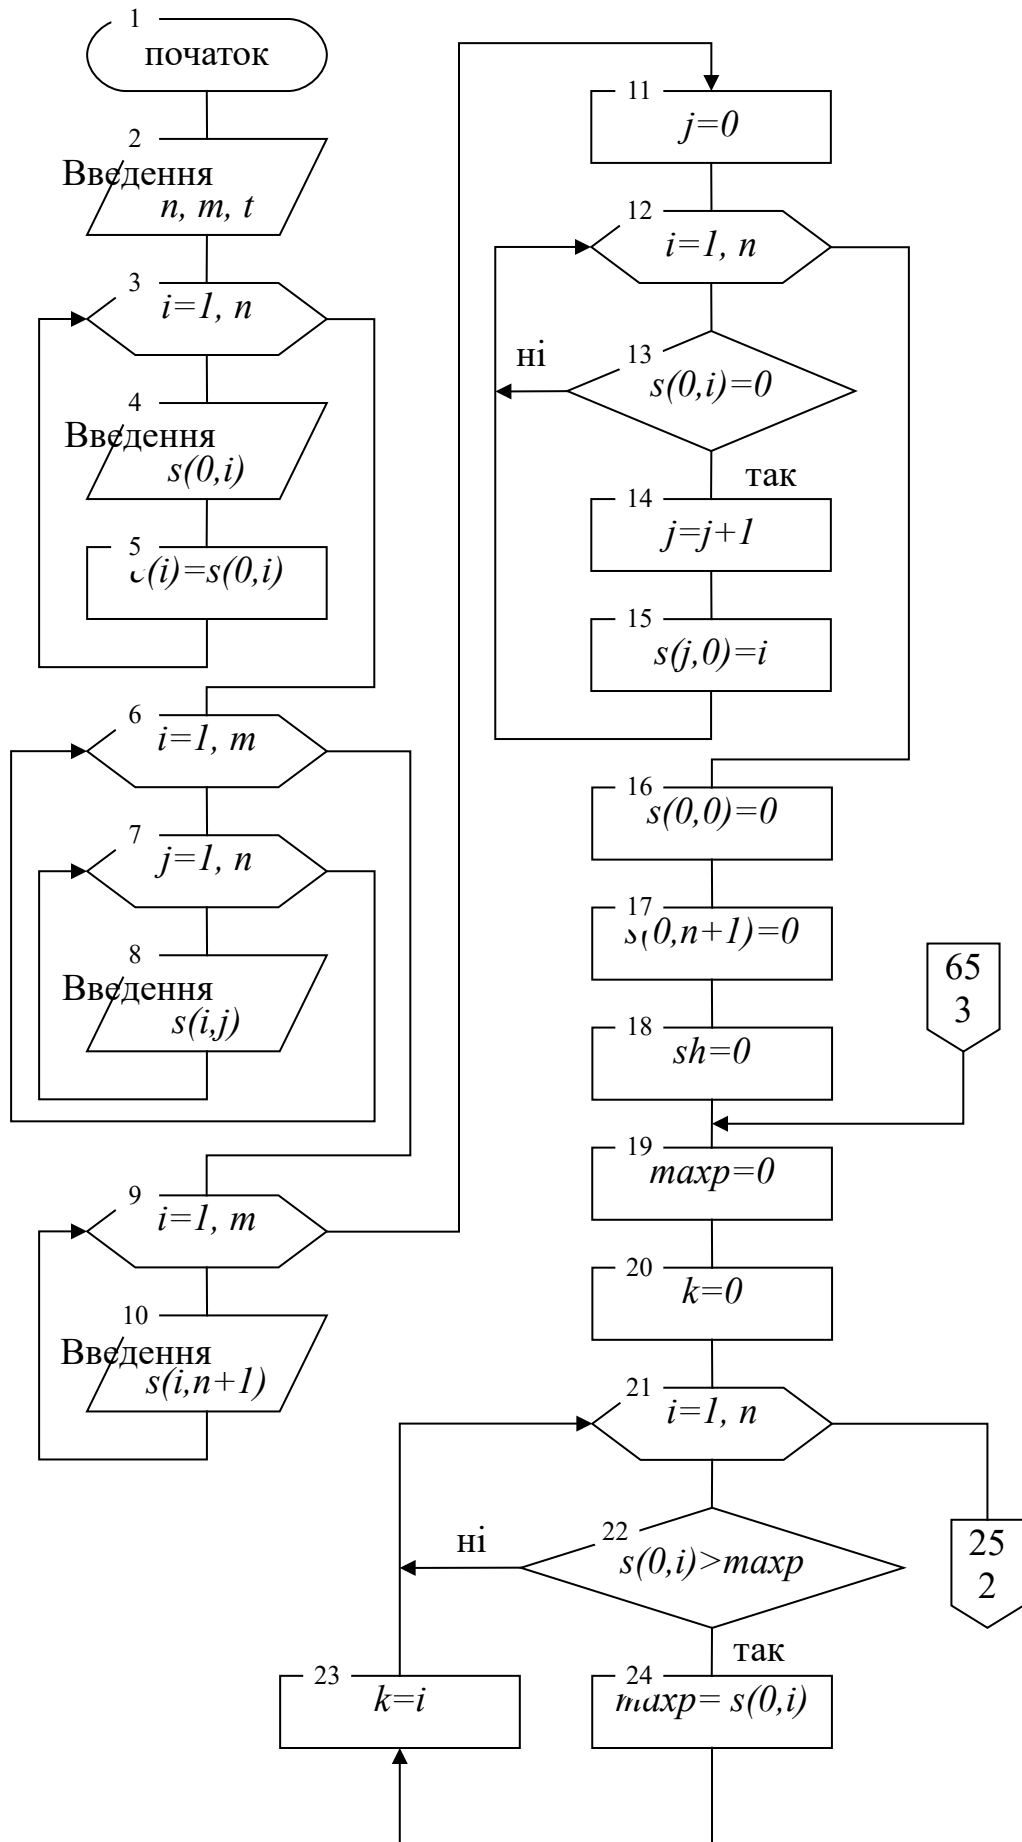 1
початок
2
Введення
n, m, t
3
i=1, n
4
Введення
s(0,i)
5
(i)=s(0,i)
6
i=1, m
7
j=1, n
8
Введення
s(i,j)
9
i=1, m
10
Введення
s(i,n+1)
11
j=0
12
i=1, n
13
ні
s(0,i)=0
так
14
j=j+1
15
s(j,0)=i
16
s(0,0)=0
17
s(0,n+1)=0
65
3
18
sh=0
19
maxp=0
20
k=0
21
i=1, n
22
ні
s(0,i)>maxp
25
2
так
23
k=i
24
maxp= s(0,i)